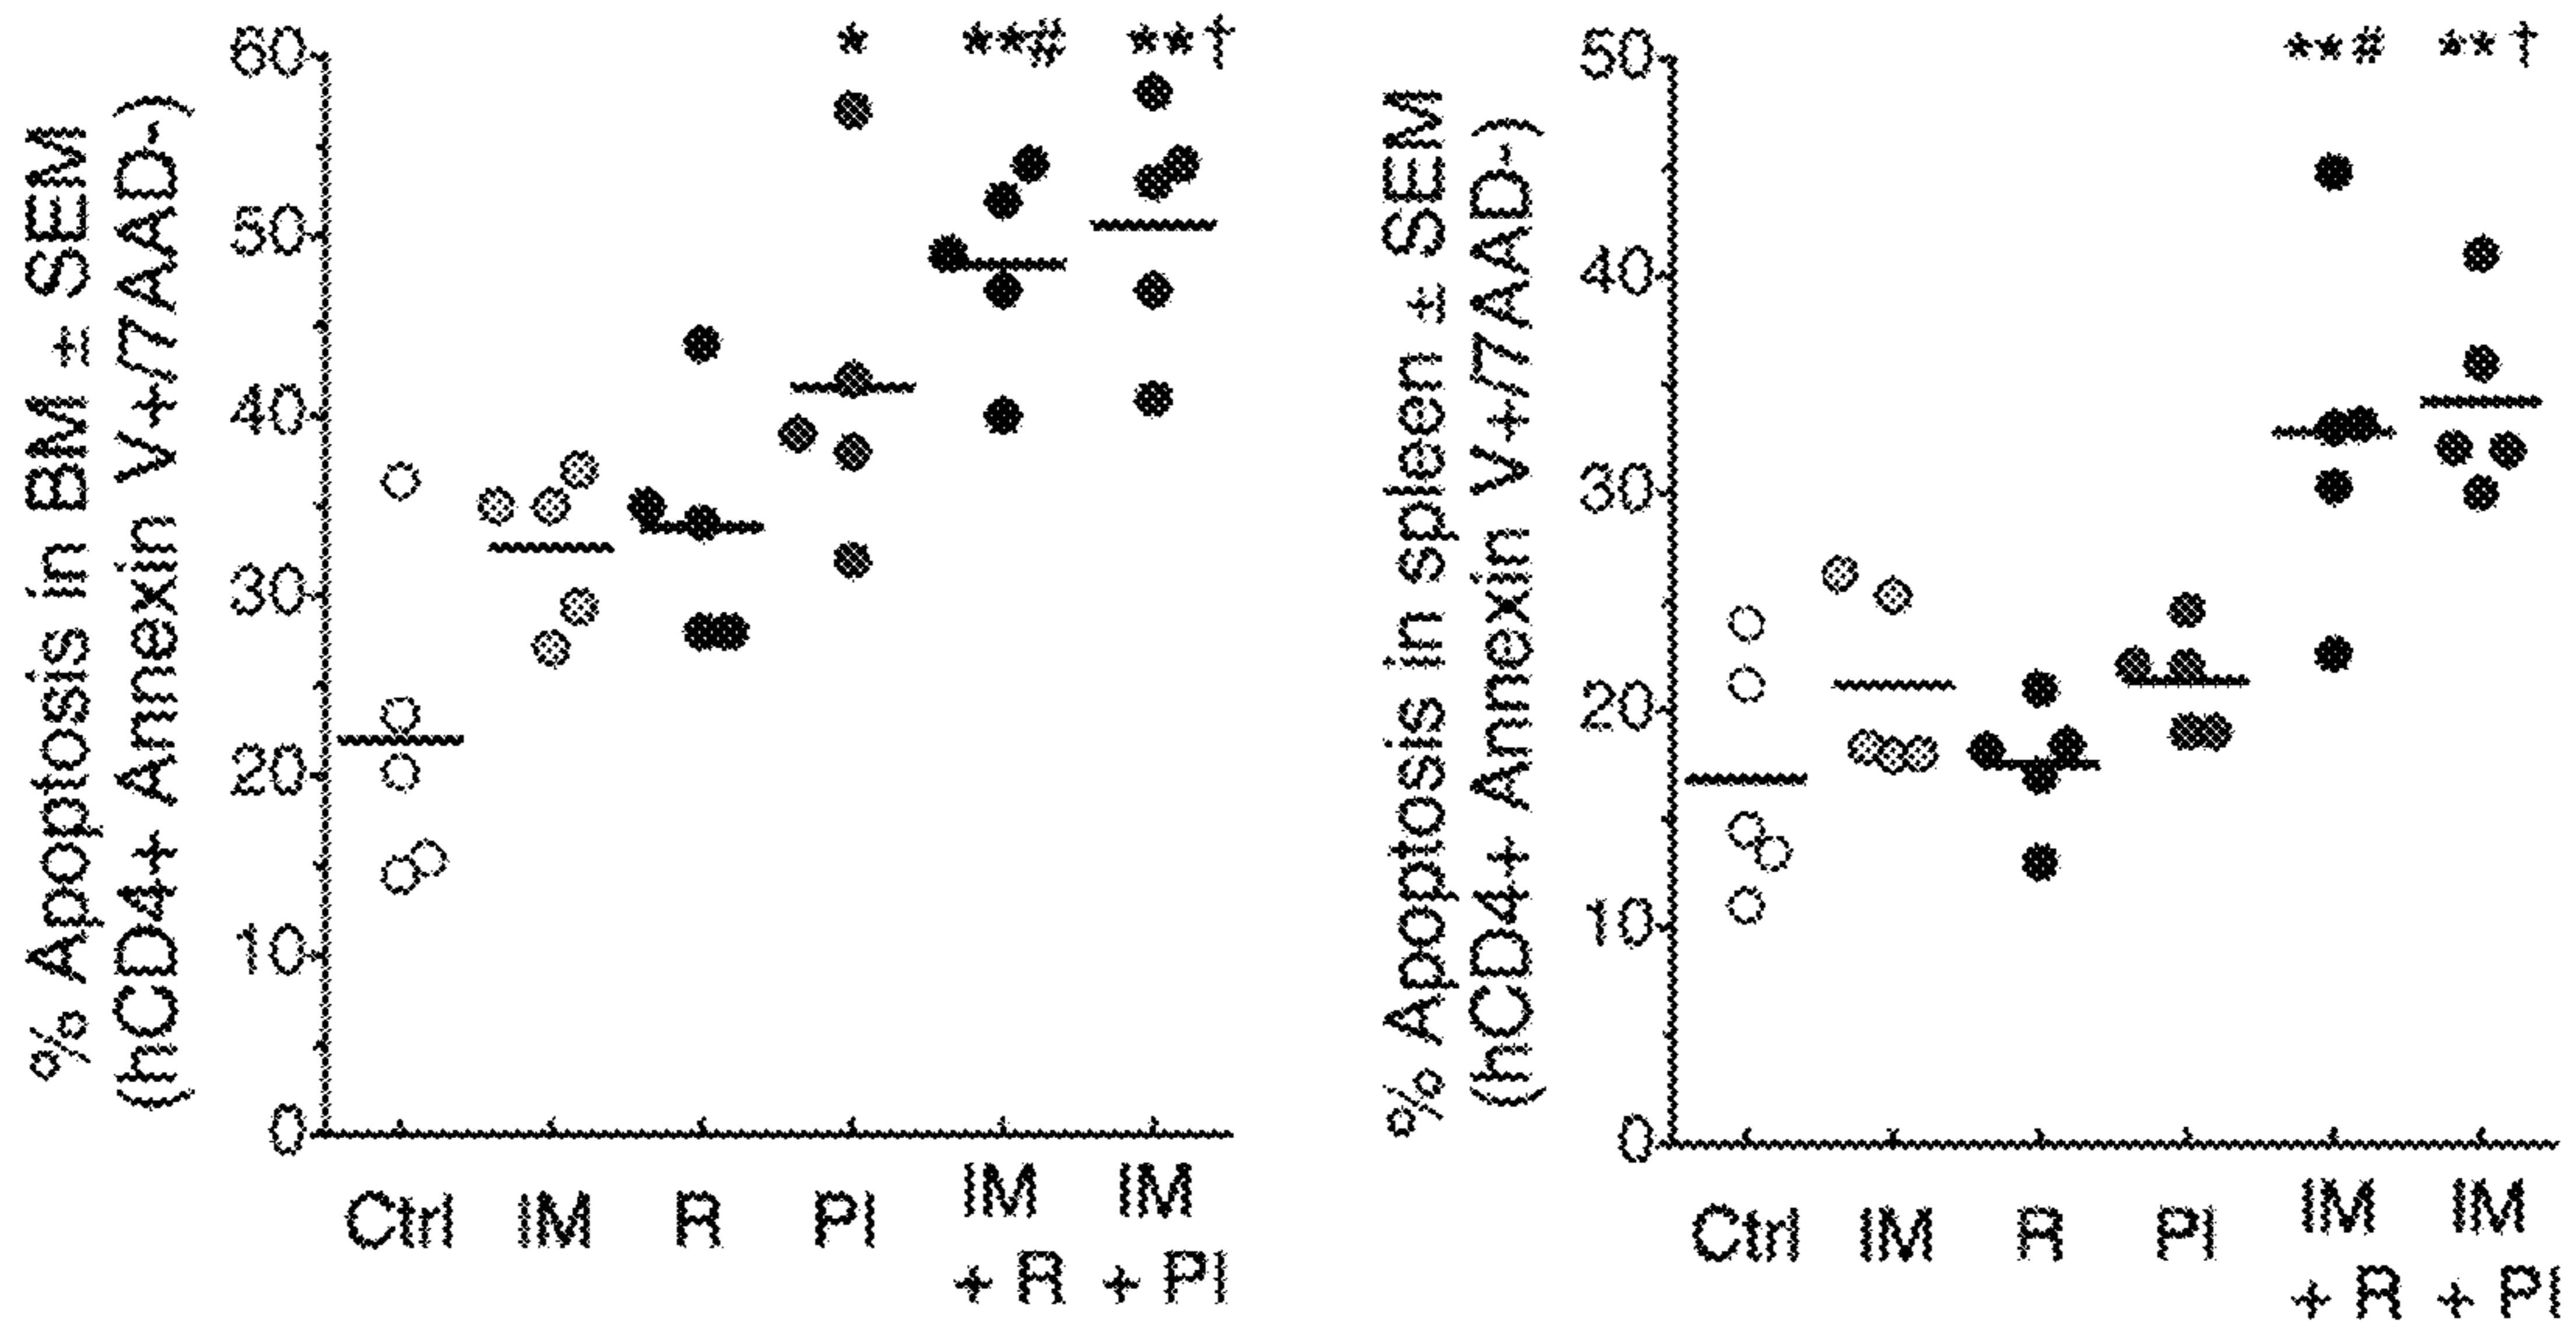 % Apoptosis in BM ± SEM
(hCD4+ Annexin V+/7AAD-)
60
50
40
30
20
10
0
* **# **†
Ctrl IM R PI IM + R IM + PI
% Apoptosis in spleen ± SEM
(hCD4+ Annexin V+/7AAD-)
50
40
30
20
10
0
**# **†
Ctrl IM R PI IM + R IM + PI